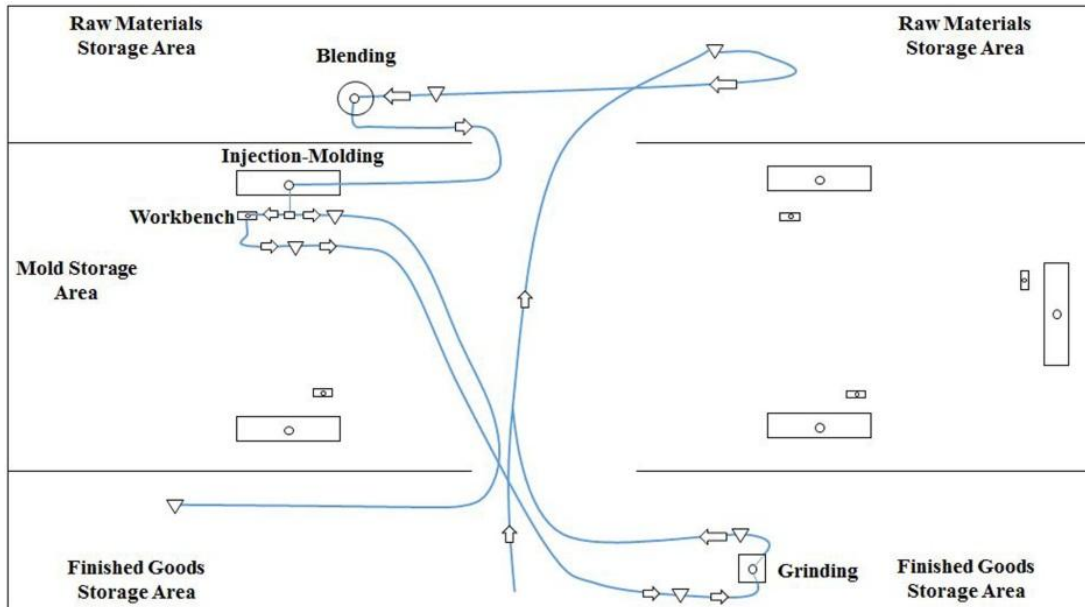 Raw Materials
Storage Area
Blending
Raw Materials
Storage Area
Injection-Molding
Workbench
Mold Storage
Area
Finished Goods
Storage Area
Grinding
Finished Goods
Storage Area